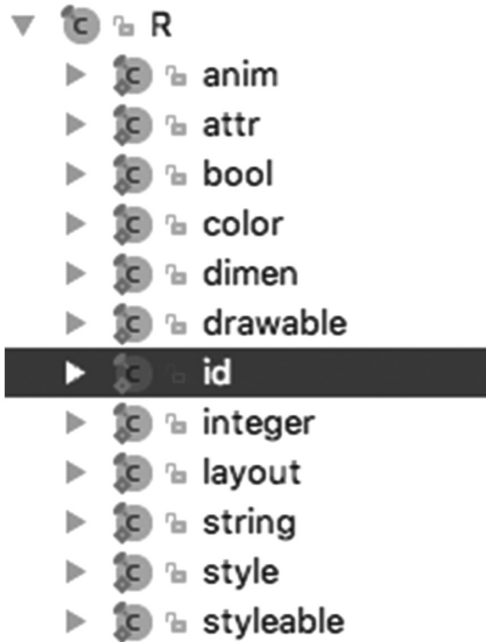 R
anim
attr
bool
color
dimen
drawable
id
integer
layout
string
style
styleable